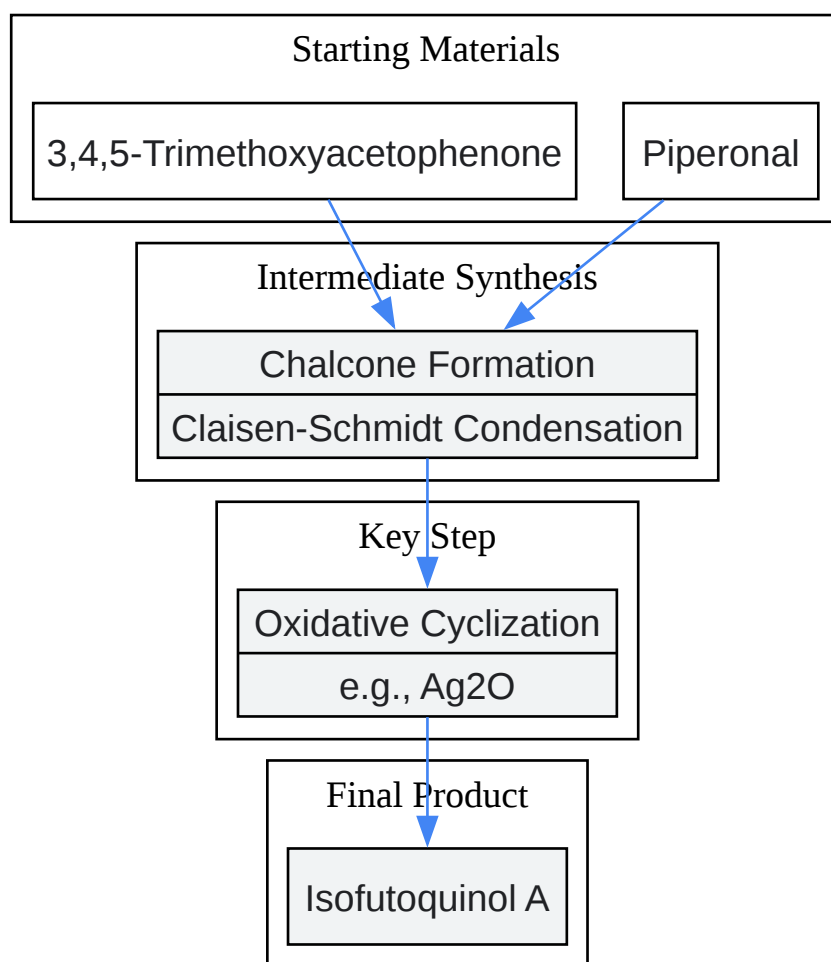 Starting Materials
3,4,5-Trimethoxyacetophenone
Piperonal
Intermediate Synthesis
Chalcone Formation
Claisen-Schmidt Condensation
Key Step
Oxidative Cyclization
e.g., Ag2O
Final Product
Isofutoquinol A